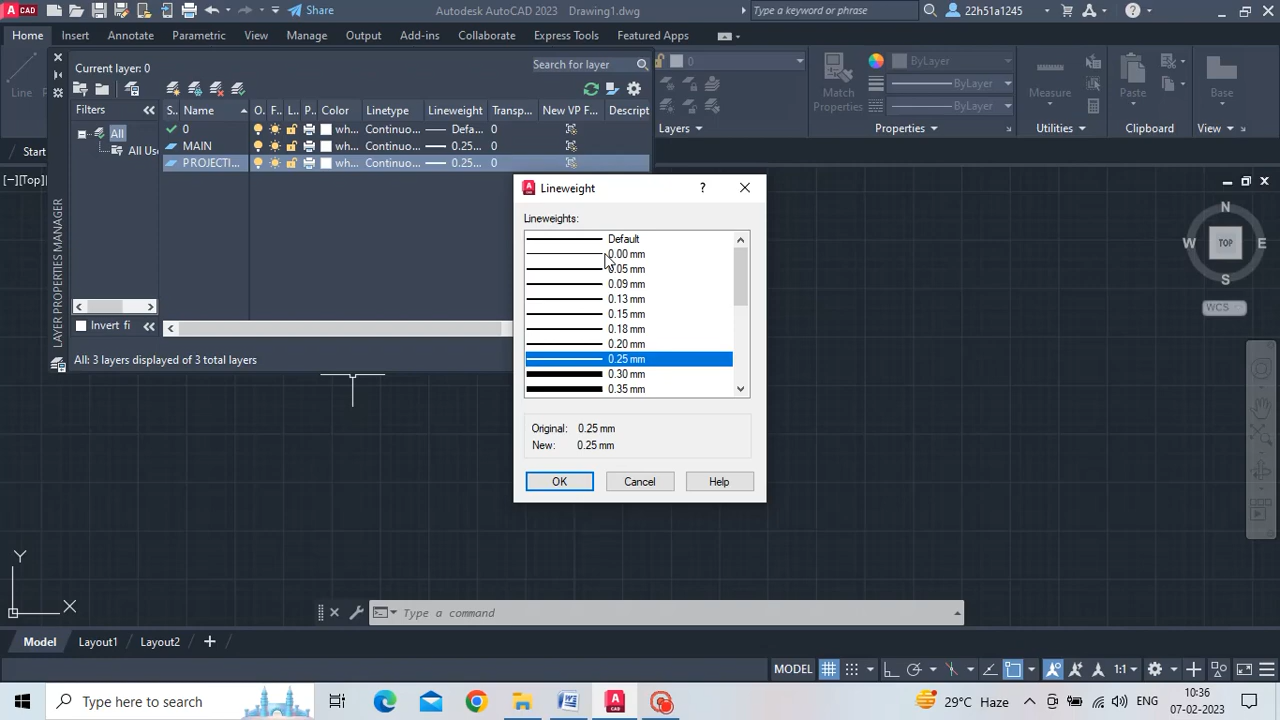 CAD
Share
Autodesk AutoCAD 2023 Drawing1.dwg
Type a keyword or phrase
22h51a1245
Home Insert Annotate Parametric View Manage Output Add-ins Collaborate Express Tools Featured Apps
Current layer: 0
Search for layer
0
ByLayer
ByLayer
ByLayer
Line
Match
Properties
Measure
Paste
Base
Layers
Properties
Utilities
Clipboard
View
Filters
S.. Name O. F... L... P.. Color Linetype Lineweight Transp... New VP F... Descript
All
All Us
0 wh... Continuo... Defa... 0
MAIN wh... Continuo... 0.25... 0
PROJECTI... wh... Continuo... 0.25... 0
Start
[-][Top]
Invert fi
All: 3 layers displayed of 3 total layers
LAYER PROPERTIES MANAGER
Lineweight
Lineweights:
Default
0.00 mm
0.05 mm
0.09 mm
0.13 mm
0.15 mm
0.18 mm
0.20 mm
0.25 mm
0.30 mm
0.35 mm
Original: 0.25 mm
New: 0.25 mm
OK Cancel Help
N
W TOP E
S
WCS
Y
X
Type a command
Model Layout1 Layout2
MODEL
1:1
Type here to search
29°C Haze
ENG
10:36
07-02-2023